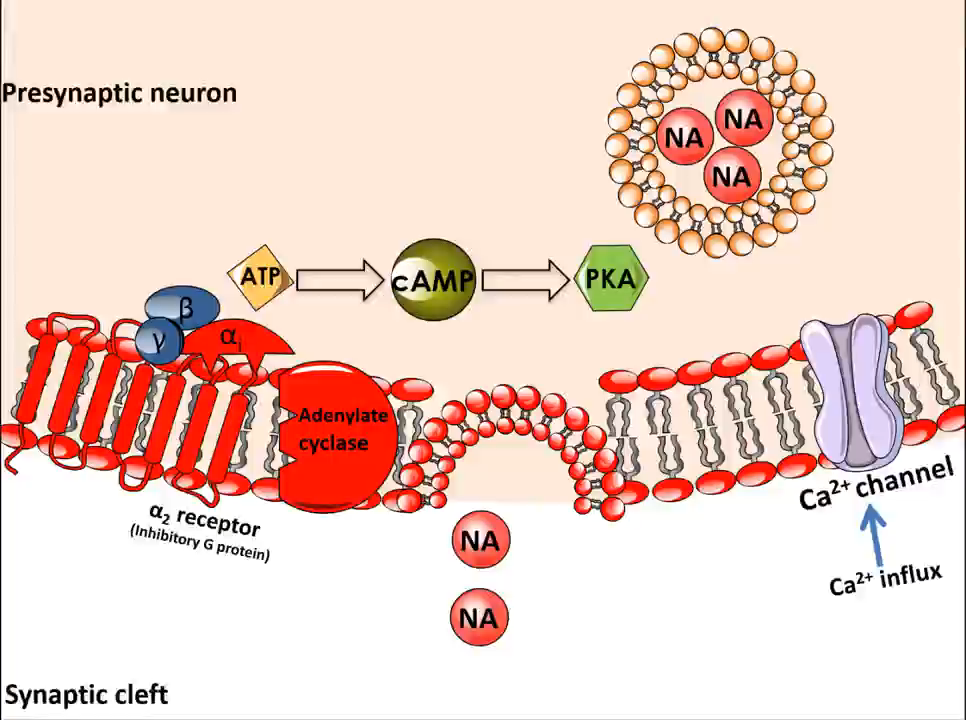 Presynaptic neuron
NA
NA
NA
ATP
cAMP
PKA
β
γ
αᵢ
Adenylate
cyclase
α₂ receptor
(Inhibitory G protein)
Ca²⁺ channel
Ca²⁺ influx
NA
NA
Synaptic cleft